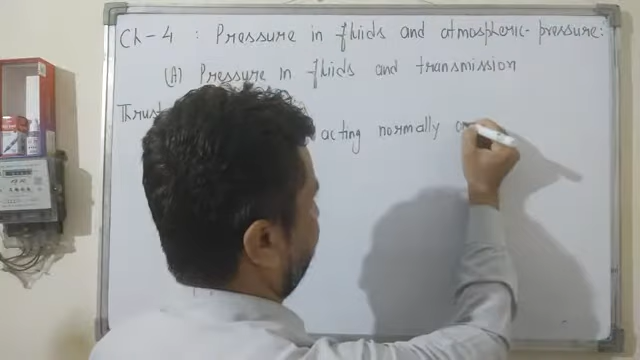 Ch-4 : Pressure in fluids and atmospheric-pressure:
(A) Pressure in fluids and transmission
Thrust acting normally